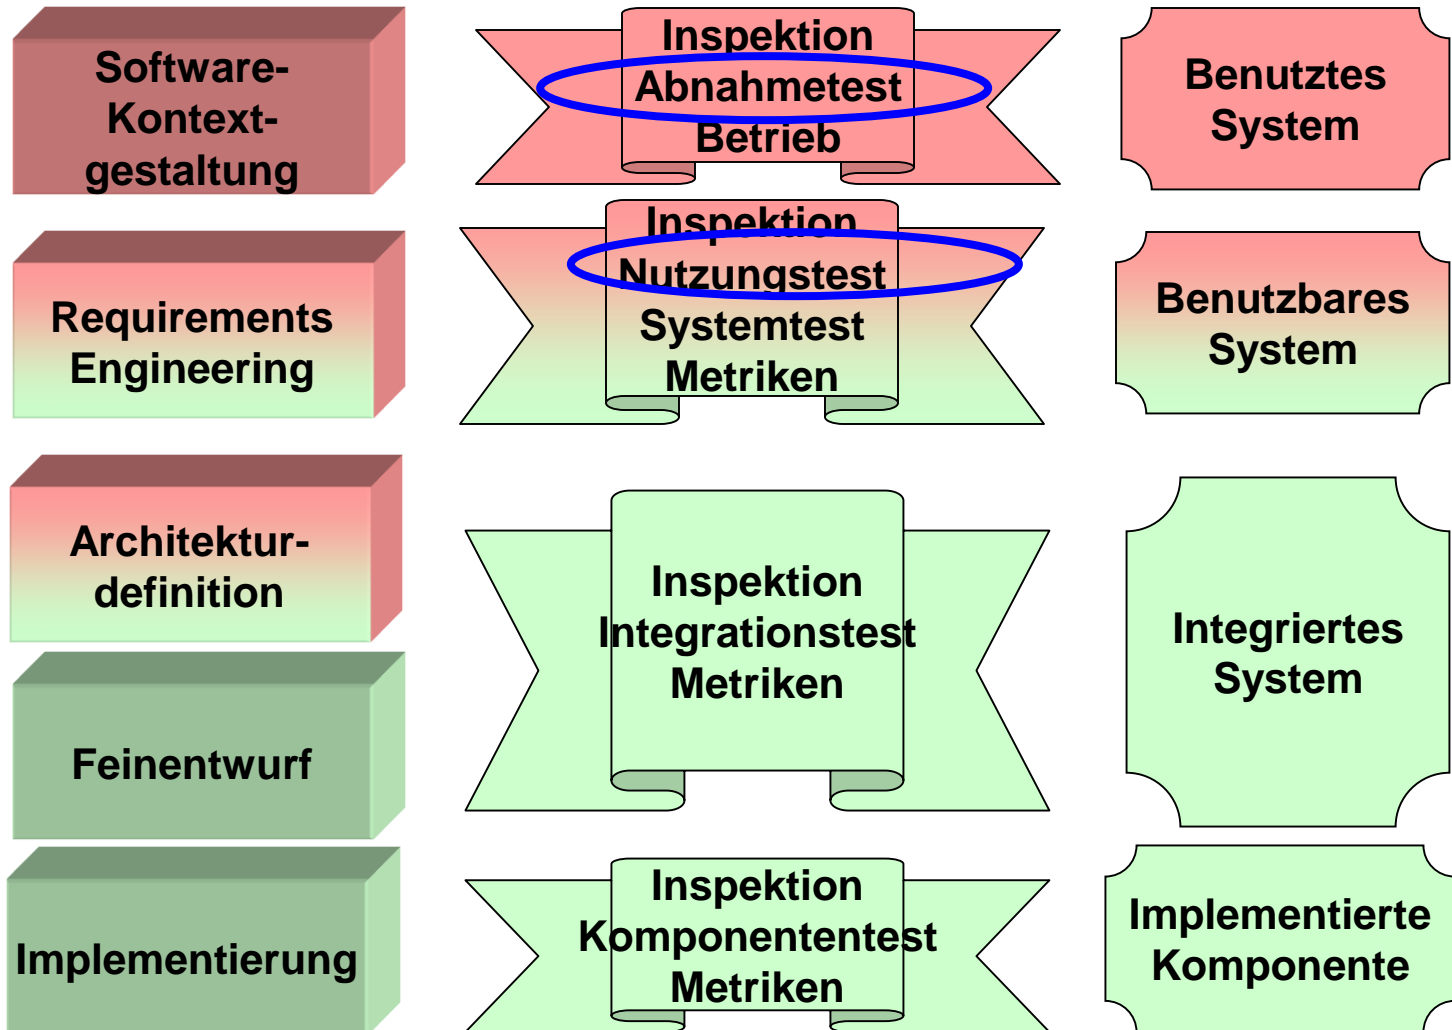 Software-
Kontext-
gestaltung
Inspektion
Abnahmetest
Betrieb
Benutztes
System
Requirements
Engineering
Inspektion
Nutzungstest
Systemtest
Metriken
Benutzbares
System
Architektur-
definition
Feinentwurf
Inspektion
Integrationstest
Metriken
Integriertes
System
Implementierung
Inspektion
Komponententest
Metriken
Implementierte
Komponente